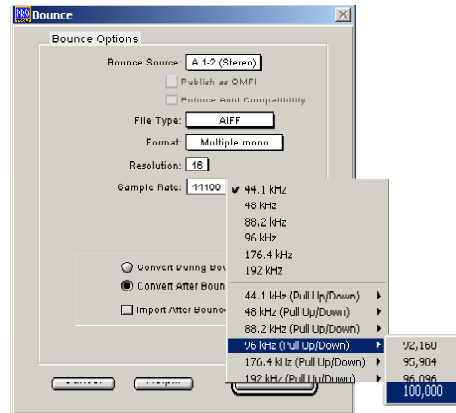 Bounce
Bounce Options
Bounce Source: A 1-2 (Stereo)
Publish as OMFI
Enforce Avid Compatibility
File Type: AIFF
Format: Multiple mono
Resolution: 16
Sample Rate: 44100
44.1 kHz
48 kHz
88.2 kHz
96 kHz
176.4 kHz
192 kHz
Convert During Bou
Convert After Boun
Import After Bounce
44.1 kHz (Pull Up/Down)
48 kHz (Pull Up/Down)
88.2 kHz (Pull Up/Down)
96 kHz (Pull Up/Down)
176.4 kHz (Pull Up/Down)
192 kHz (Pull Up/Down)
92,160
95,904
96,096
100,000
Cancel
Help...